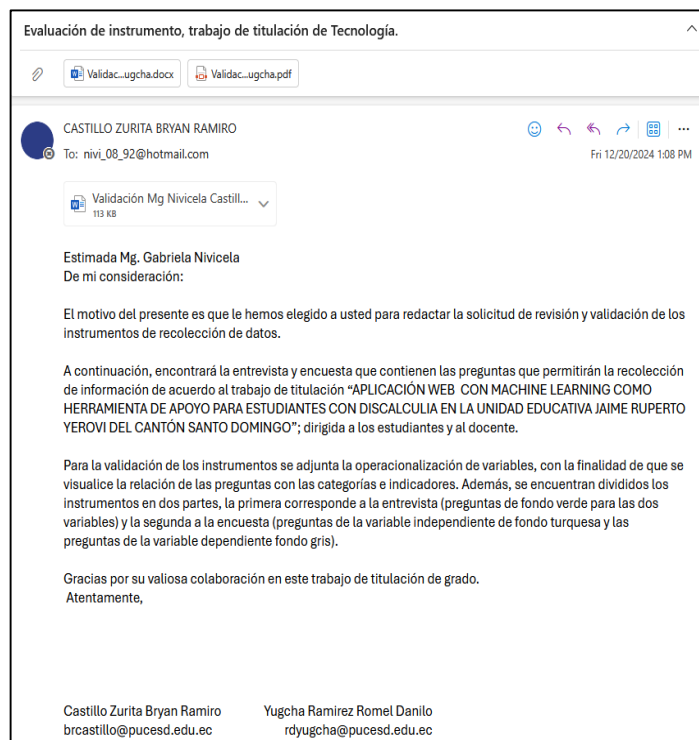 Evaluación de instrumento, trabajo de titulación de Tecnología.
Validac...ugcha.docx
Validac...ugcha.pdf
CASTILLO ZURITA BRYAN RAMIRO
To: nivi_08_92@hotmail.com
Fri 12/20/2024 1:08 PM
Validación Mg Nivicela Castill...
113 KB
Estimada Mg. Gabriela Nivicela
De mi consideración:
El motivo del presente es que le hemos elegido a usted para redactar la solicitud de revisión y validación de los
instrumentos de recolección de datos.
A continuación, encontrará la entrevista y encuesta que contienen las preguntas que permitirán la recolección
de información de acuerdo al trabajo de titulación “APLICACIÓN WEB CON MACHINE LEARNING COMO
HERRAMIENTA DE APOYO PARA ESTUDIANTES CON DISCALCULIA EN LA UNIDAD EDUCATIVA JAIME RUPERTO
YEROVI DEL CANTÓN SANTO DOMINGO”; dirigida a los estudiantes y al docente.
Para la validación de los instrumentos se adjunta la operacionalización de variables, con la finalidad de que se
visualice la relación de las preguntas con las categorías e indicadores. Además, se encuentran divididos los
instrumentos en dos partes, la primera corresponde a la entrevista (preguntas de fondo verde para las dos
variables) y la segunda a la encuesta (preguntas de la variable independiente de fondo turquesa y las
preguntas de la variable dependiente fondo gris).
Gracias por su valiosa colaboración en este trabajo de titulación de grado.
Atentamente,
Castillo Zurita Bryan Ramiro Yugcha Ramirez Romel Danilo
brcastillo@pucesd.edu.ec rdyugcha@pucesd.edu.ec